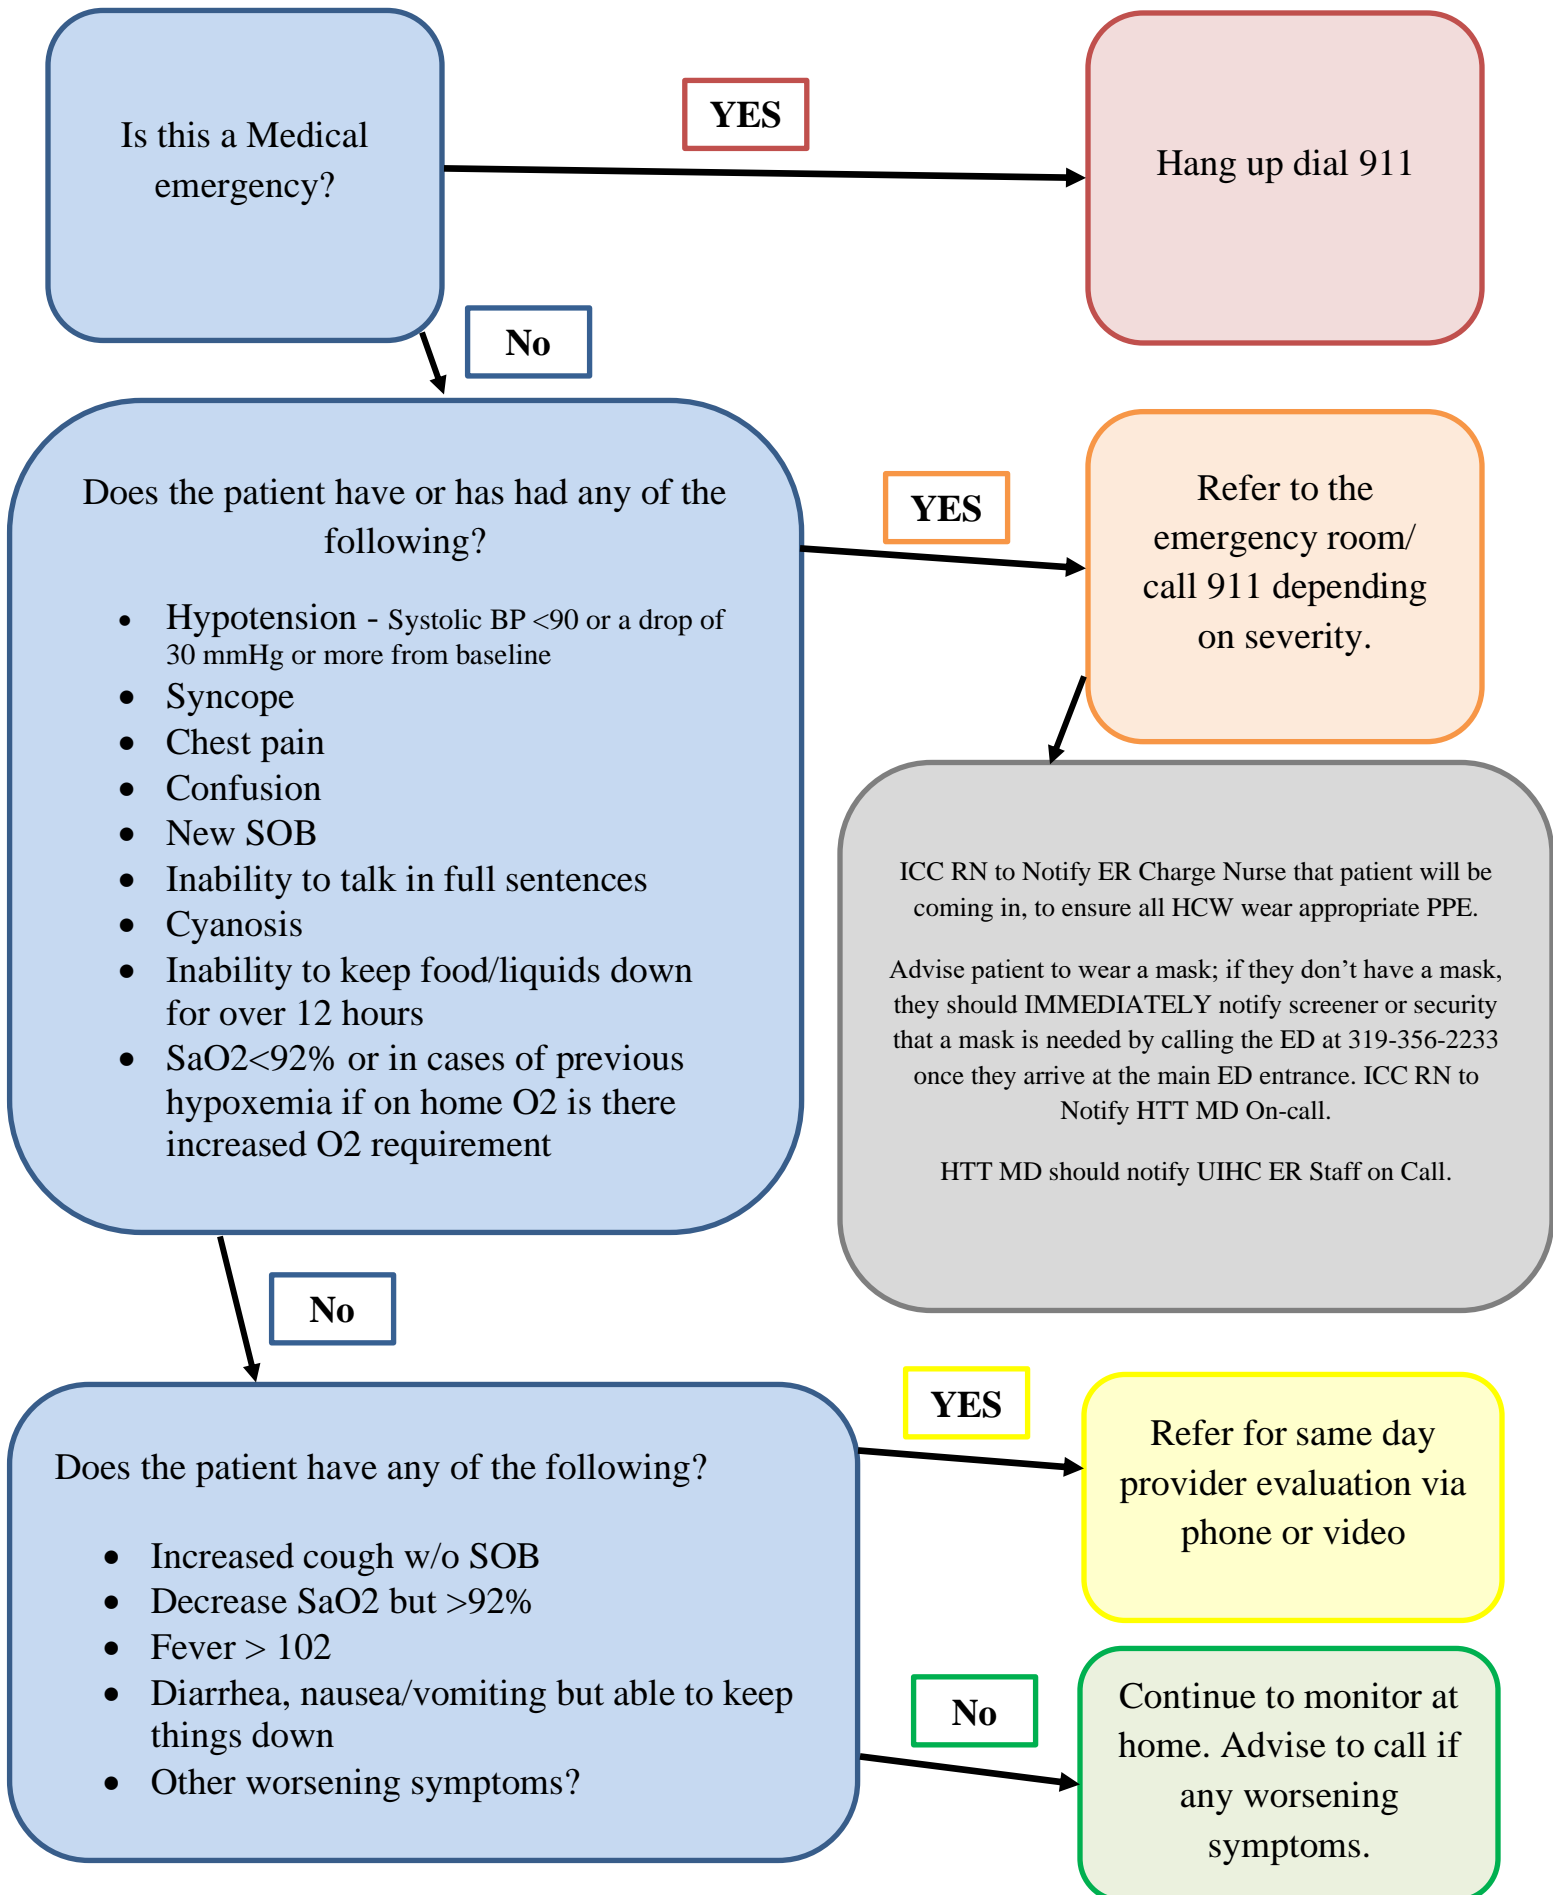 Is this a Medical
emergency?
YES
Hang up dial 911
No
Does the patient have or has had any of the
following?
• Hypotension - Systolic BP <90 or a drop of
30 mmHg or more from baseline
• Syncope
• Chest pain
• Confusion
• New SOB
• Inability to talk in full sentences
• Cyanosis
• Inability to keep food/liquids down
for over 12 hours
• SaO2<92% or in cases of previous
hypoxemia if on home O2 is there
increased O2 requirement
YES
Refer to the
emergency room/
call 911 depending
on severity.
ICC RN to Notify ER Charge Nurse that patient will be
coming in, to ensure all HCW wear appropriate PPE.
Advise patient to wear a mask; if they don’t have a mask,
they should IMMEDIATELY notify screener or security
that a mask is needed by calling the ED at 319-356-2233
once they arrive at the main ED entrance. ICC RN to
Notify HTT MD On-call.
HTT MD should notify UIHC ER Staff on Call.
No
Does the patient have any of the following?
• Increased cough w/o SOB
• Decrease SaO2 but >92%
• Fever > 102
• Diarrhea, nausea/vomiting but able to keep
things down
• Other worsening symptoms?
YES
Refer for same day
provider evaluation via
phone or video
No
Continue to monitor at
home. Advise to call if
any worsening
symptoms.